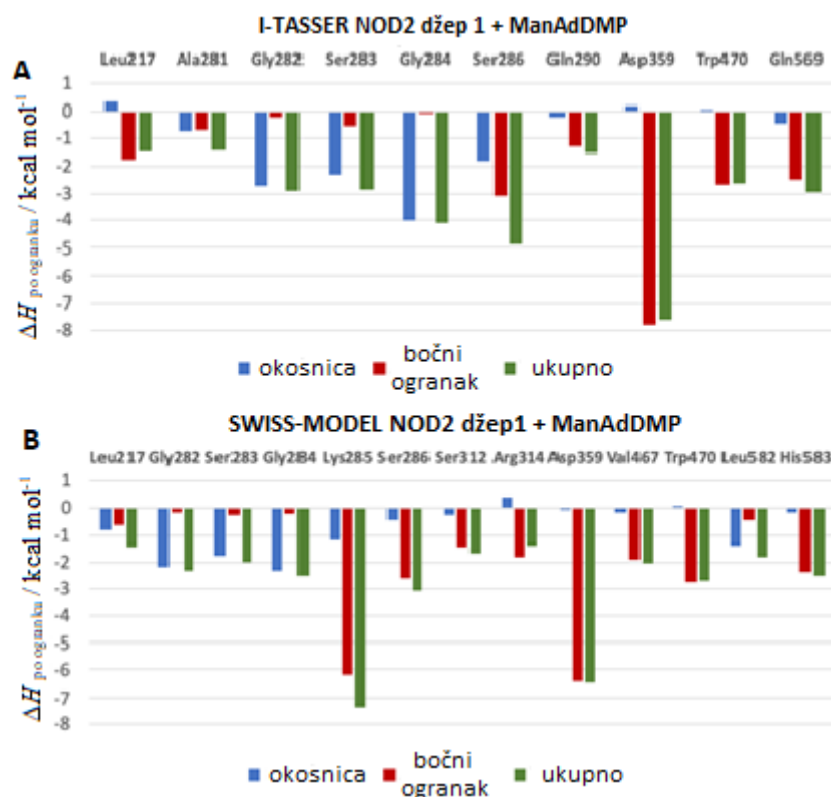 I-TASSER NOD2 džep 1 + ManAdDMP
A
Leu217 Ala281 Gly282 Ser283 Gly284 Ser286 Gln290 Asp359 Trp470 Gln569
1
0
-1
-2
-3
-4
-5
-6
-7
-8
ΔH po ogranku / kcal mol⁻¹
okosnica bočni ogranak ukupno
SWISS-MODEL NOD2 džep1 + ManAdDMP
B
Leu217 Gly282 Ser283 Gly284 Lys285 Ser286 Ser312 Arg314 Asp359 Val467 Trp470 Leu582 His583
1
0
-1
-2
-3
-4
-5
-6
-7
-8
ΔH po ogranku / kcal mol⁻¹
okosnica bočni ogranak ukupno